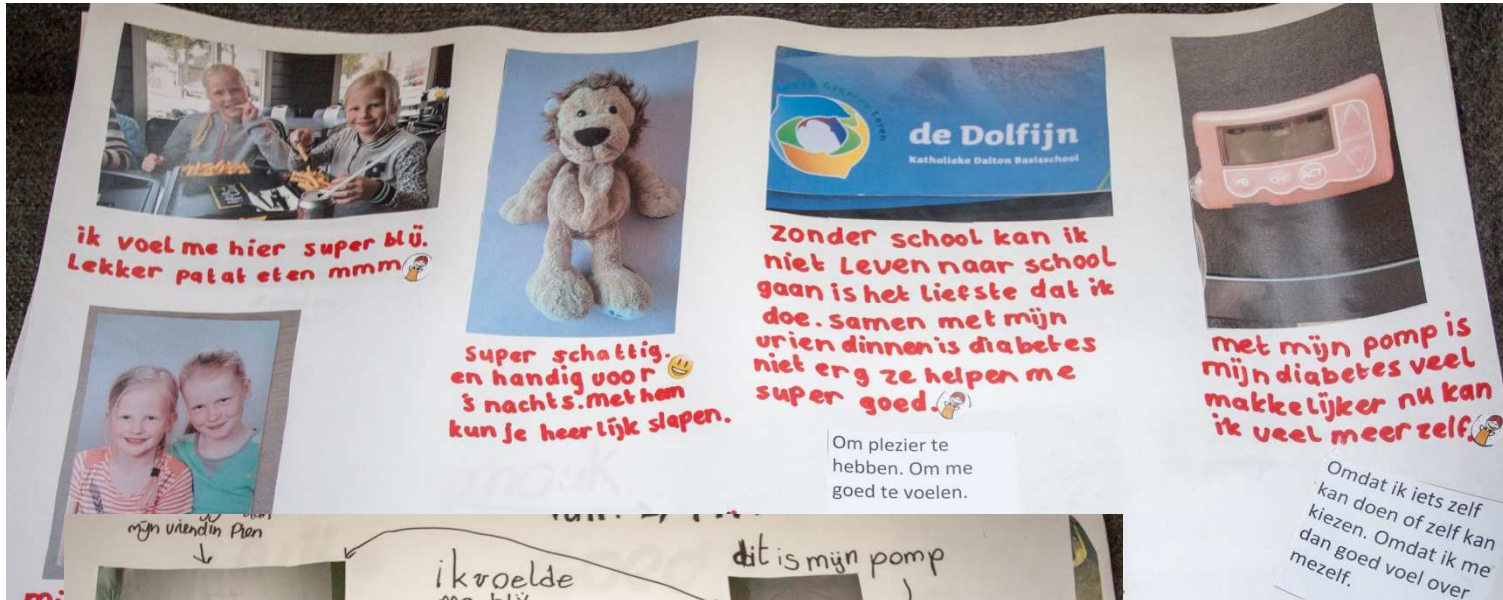 ik voel me hier super blij.
Lekker patat eten mmm
super schattig.
en handig voor
's nachts. met hem
kun je heerlijk slapen.
de Dolfijn
Katholieke Dalton Basisschool
zonder school kan ik
niet Leven naar school
gaan is het liefste dat ik
doe. samen met mijn
vriendinnen is diabetes
niet erg ze helpen me
super goed.
Om plezier te
hebben. Om me
goed te voelen.
ACT
met mijn pomp is
mijn diabetes veel
makkelijker nu kan
ik veel meer zelf.
Omdat ik iets zelf
kan doen of zelf kan
kiezen. Omdat ik me
dan goed voel over
mezelf.
mijn vriendin Pien
ik voelde
me blij
dit is mijn pomp